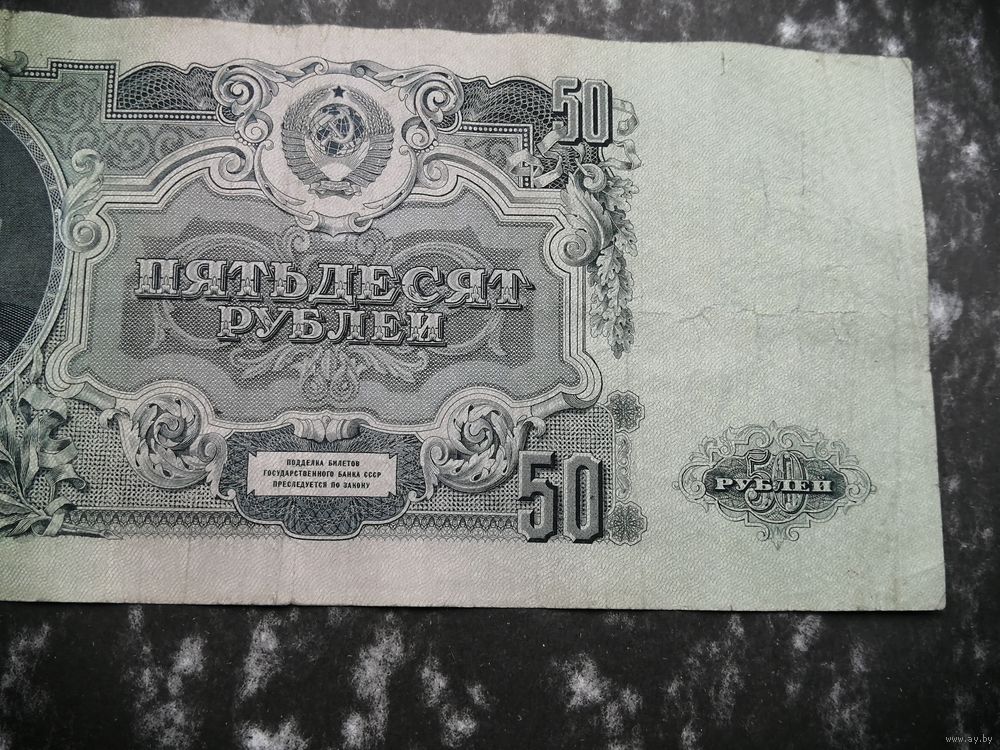 50
ПЯТЬДЕСЯТ
РУБЛЕЙ
ПОДДЕЛКА БИЛЕТОВ
ГОСУДАРСТВЕННОГО БАНКА СССР
ПРЕСЛЕДУЕТСЯ ПО ЗАКОНУ
50
50
РУБЛЕЙ
www.ay.by